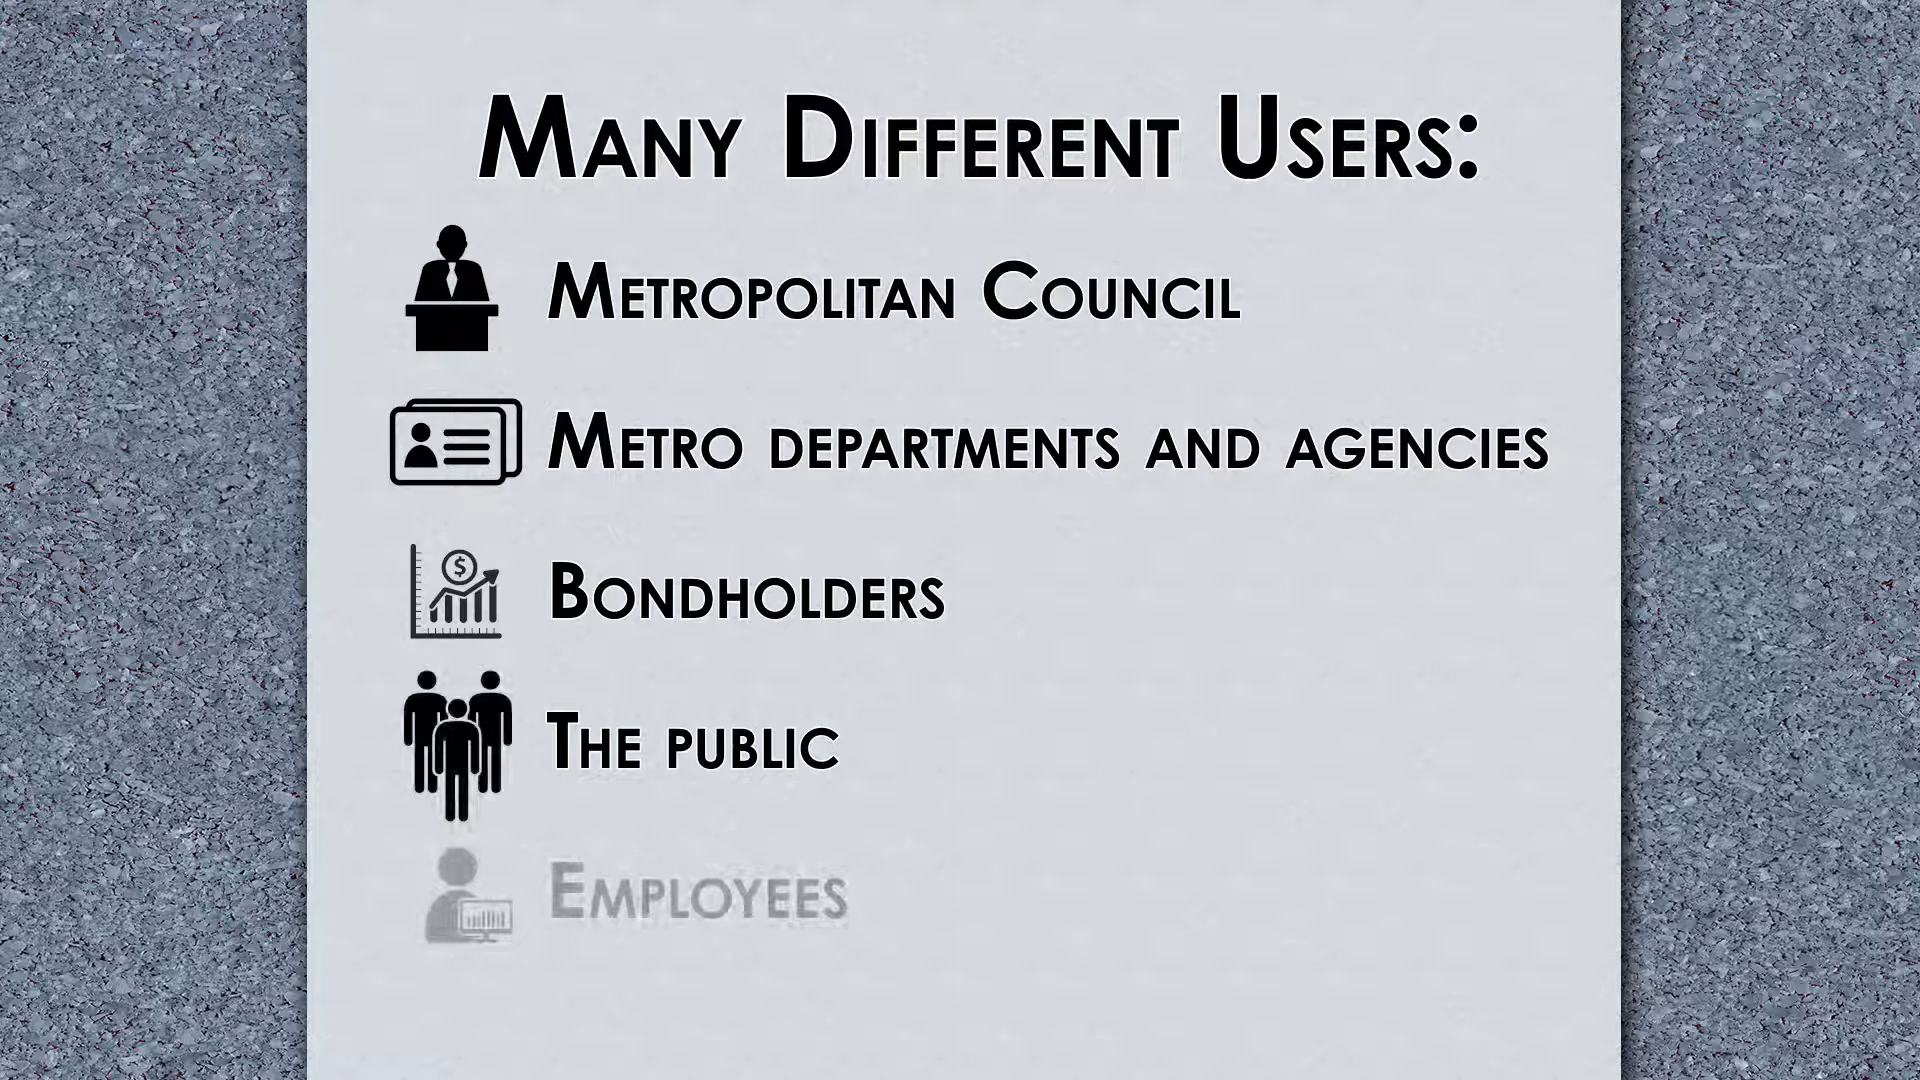 Many Different Users:
Metropolitan Council
Metro departments and agencies
$
Bondholders
The public
Employees